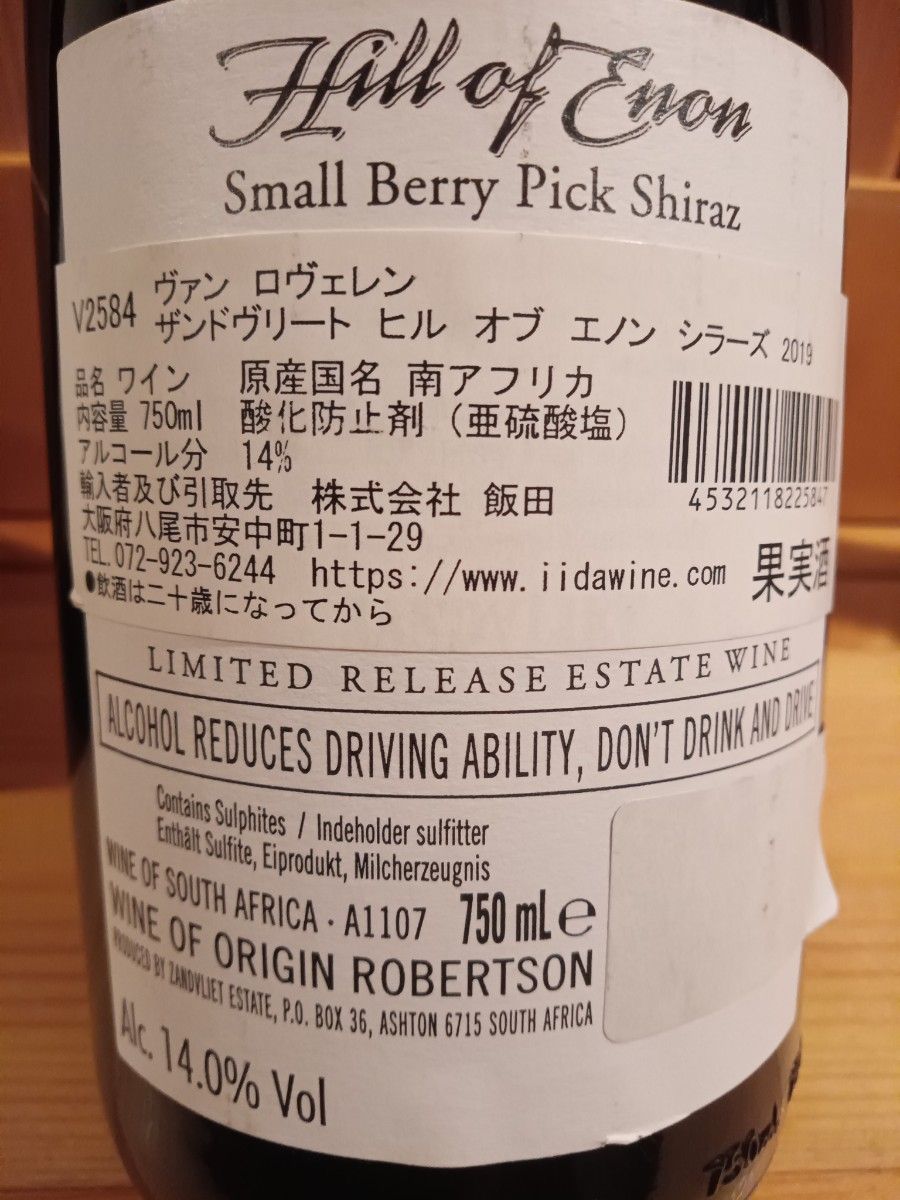 Hill of Enon
Small Berry Pick Shiraz
V2584 ヴァン ロヴェレン
ザンドヴリート ヒル オブ エノン シラーズ 2019
品名 ワイン 原産国名 南アフリカ
内容量 750ml 酸化防止剤（亜硫酸塩）
アルコール分 14%
輸入者及び引取先 株式会社 飯田
大阪府八尾市安中町1-1-29
TEL.072-923-6244 https://www.iidawine.com
●飲酒は二十歳になってから
4532118225847
果実酒
LIMITED RELEASE ESTATE WINE
ALCOHOL REDUCES DRIVING ABILITY, DON'T DRINK AND DRIVE
Contains Sulphites / Indeholder sulfitter
Enthält Sulfite, Eiprodukt, Milcherzeugnis
WINE OF SOUTH AFRICA · A1107 750 mL e
WINE OF ORIGIN ROBERTSON
PRODUCED BY ZANDVLIET ESTATE, P.O. BOX 36, ASHTON 6715 SOUTH AFRICA
Alc. 14.0% Vol